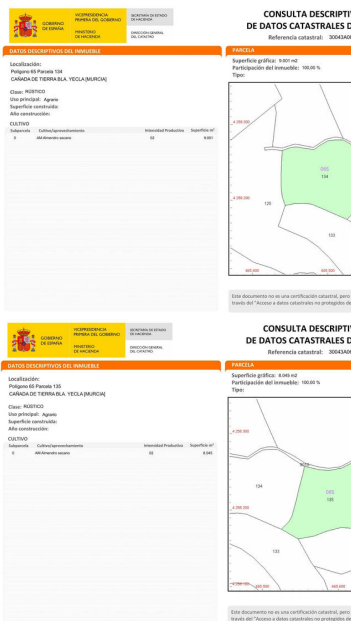 GOBIERNO
DE ESPAÑA
VICEPRESIDENCIA
PRIMERA DEL GOBIERNO
MINISTERIO
DE HACIENDA
SECRETARÍA DE ESTADO
DE HACIENDA
DIRECCIÓN GENERAL
DEL CATASTRO
CONSULTA DESCRIPTI
DE DATOS CATASTRALES D
Referencia catastral: 30043A0
DATOS DESCRIPTIVOS DEL INMUEBLE
Localización:
Polígono 65 Parcela 134
CAÑADA DE TIERRA BLA. YECLA [MURCIA]
Clase: RÚSTICO
Uso principal: Agrario
Superficie construida:
Año construcción:
CULTIVO
Subparcela Cultivo/aprovechamiento Intensidad Productiva Superficie m²
0 AM Almendro secano 02 9.001
PARCELA
Superficie gráfica: 9.001 m2
Participación del inmueble: 100,00 %
Tipo:
134
135
133
Este documento no es una certificación catastral, pero
través del "Acceso a datos catastrales no protegidos de
GOBIERNO
DE ESPAÑA
VICEPRESIDENCIA
PRIMERA DEL GOBIERNO
MINISTERIO
DE HACIENDA
SECRETARÍA DE ESTADO
DE HACIENDA
DIRECCIÓN GENERAL
DEL CATASTRO
CONSULTA DESCRIPTI
DE DATOS CATASTRALES D
Referencia catastral: 30043A0
DATOS DESCRIPTIVOS DEL INMUEBLE
Localización:
Polígono 65 Parcela 135
CAÑADA DE TIERRA BLA. YECLA [MURCIA]
Clase: RÚSTICO
Uso principal: Agrario
Superficie construida:
Año construcción:
CULTIVO
Subparcela Cultivo/aprovechamiento Intensidad Productiva Superficie m²
0 AM Almendro secano 02 8.045
PARCELA
Superficie gráfica: 8.045 m2
Participación del inmueble: 100,00 %
Tipo:
134
135
133
Este documento no es una certificación catastral, pero
través del "Acceso a datos catastrales no protegidos de